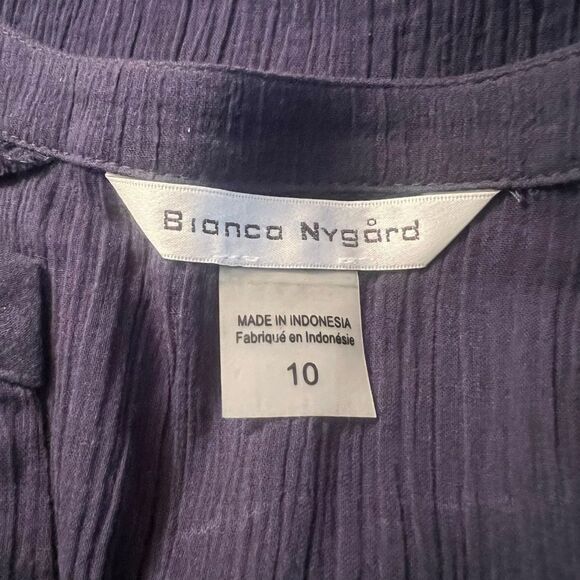 Bianca Nygård
MADE IN INDONESIA
Fabriqué en Indonésie
10